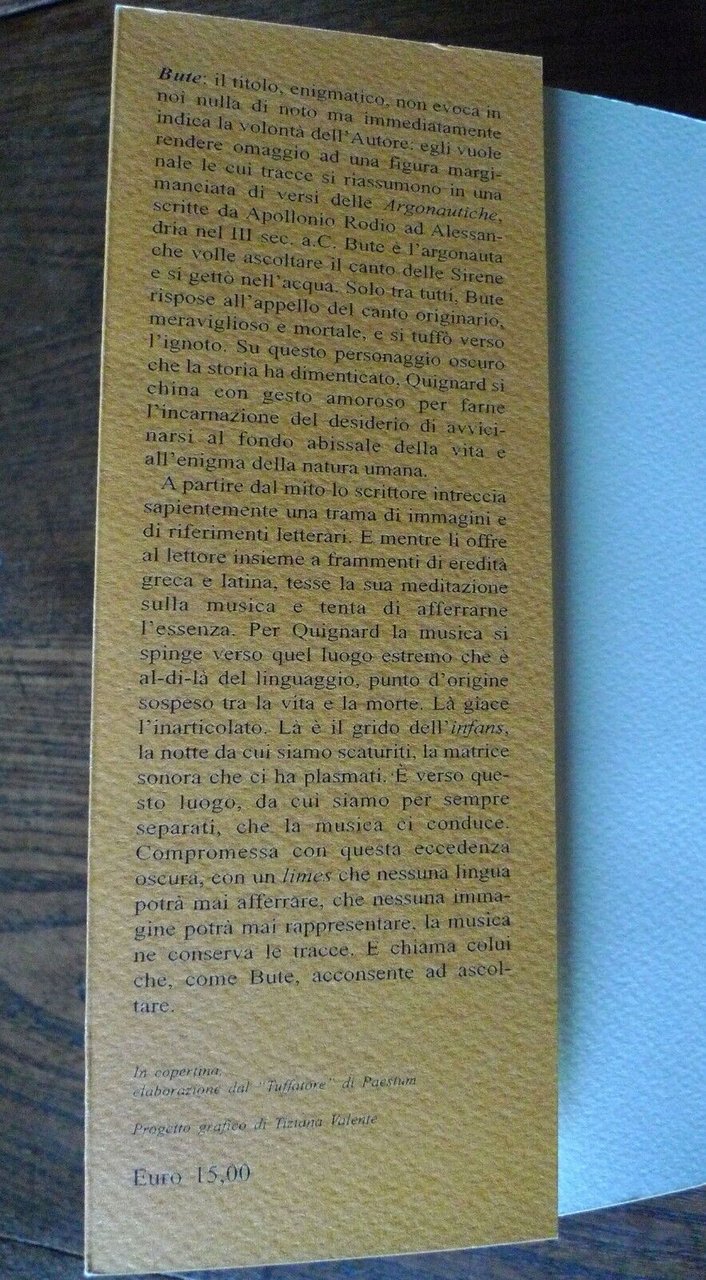 Bute: il titolo, enigmatico, non evoca in
noi nulla di noto ma immediatamente
indica la volontà dell'Autore: egli vuole
rendere omaggio ad una figura margi-
nale le cui tracce si riassumono in una
manciata di versi delle Argonautiche,
scritte da Apollonio Rodio ad Alessan-
dria nel III sec. a.C. Bute è l'argonauta
che volle ascoltare il canto delle Sirene
e si gettò nell'acqua. Solo tra tutti, Bute
rispose all'appello del canto originario,
meraviglioso e mortale, e si tuffò verso
l'ignoto. Su questo personaggio oscuro
che la storia ha dimenticato, Quignard si
china con gesto amoroso per farne
l'incarnazione del desiderio di avvici-
narsi al fondo abissale della vita e
all'enigma della natura umana.
A partire dal mito lo scrittore intreccia
sapientemente una trama di immagini e
di riferimenti letterari. E mentre li offre
al lettore insieme a frammenti di eredità
greca e latina, tesse la sua meditazione
sulla musica e tenta di afferrarne
l'essenza. Per Quignard la musica si
spinge verso quel luogo estremo che è
al-di-là del linguaggio, punto d'origine
sospeso tra la vita e la morte. Là giace
l'inarticolato. Là è il grido dell'infans,
la notte da cui siamo scaturiti, la matrice
sonora che ci ha plasmati. È verso que-
sto luogo, da cui siamo per sempre
separati, che la musica ci conduce.
Compromessa con questa eccedenza
oscura, con un limes che nessuna lingua
potrà mai afferrare, che nessuna imma-
gine potrà mai rappresentare, la musica
ne conserva le tracce. E chiama colui
che, come Bute, acconsente ad ascol-
tare.
In copertina,
elaborazione dal "Tuffatore" di Paestum
Progetto grafico di Tiziana Valente
Euro 15,00